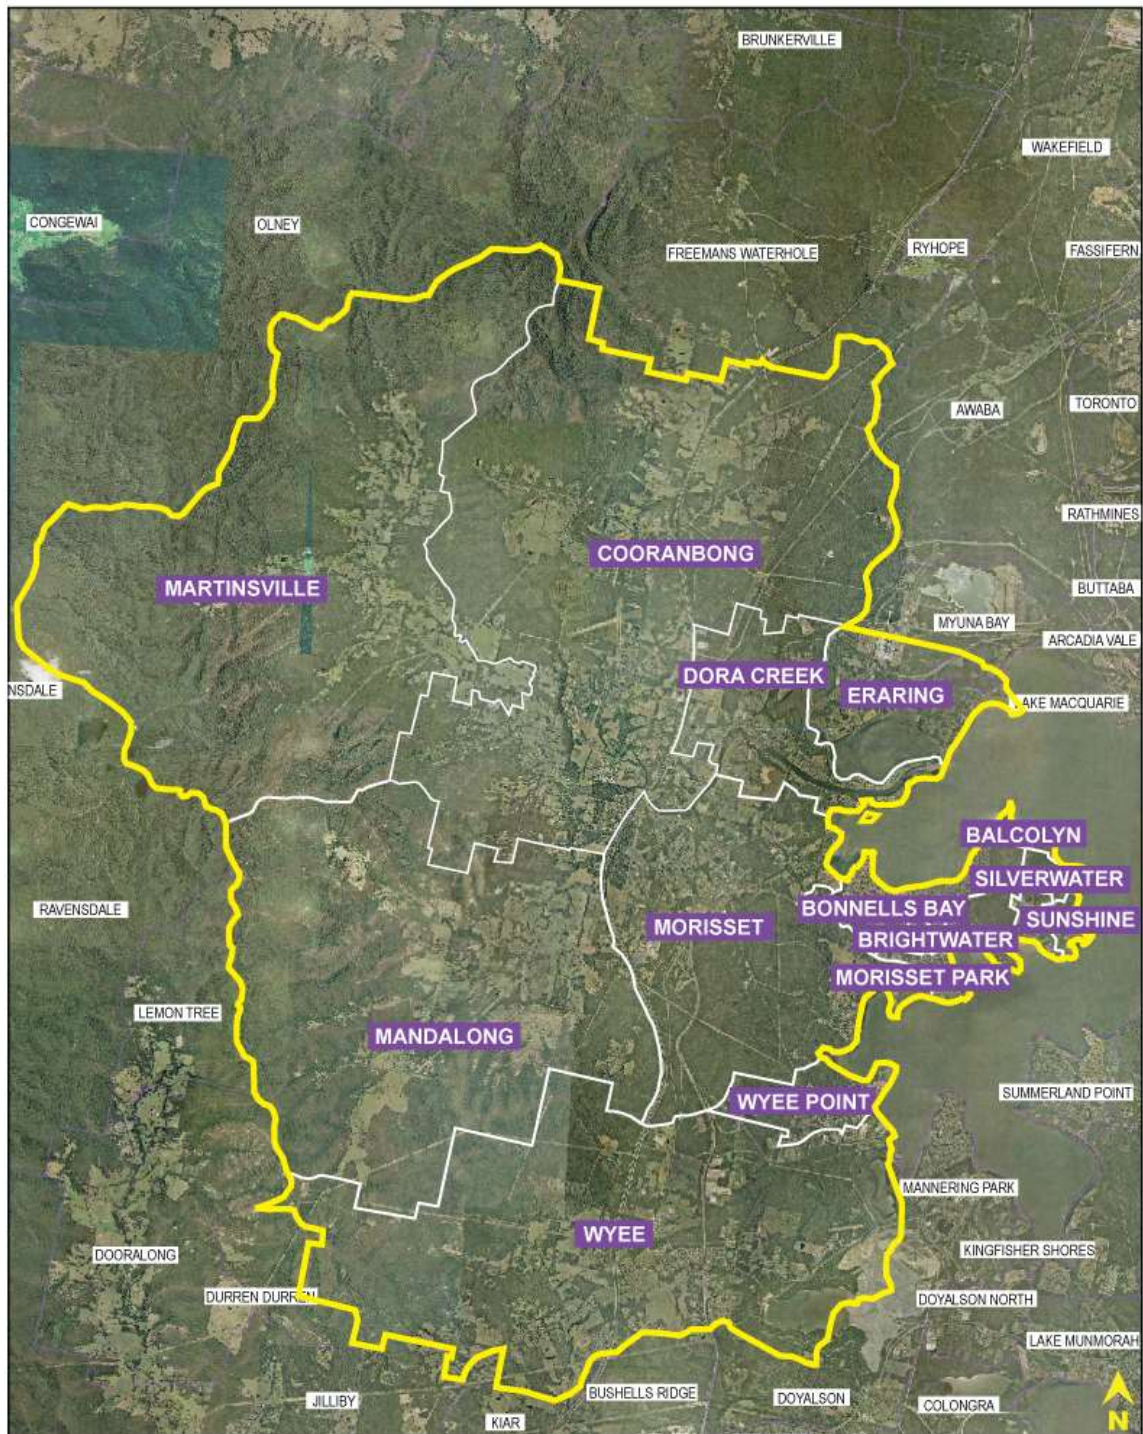 BRUNKERVILLE
WAKEFIELD
CONGEWAI
OLNEY
FREEMANS WATERHOLE
RYHOPE
FASSIFERN
AWABA
TORONTO
RATHMINES
COORANBONG
MARTINSVILLE
BUTTABA
MYUNA BAY
ARCADIA VALE
DORA CREEK
ERARING
NSDALE
AKE MACQUARIE
BALCOLYN
SILVERWATER
RAVENSDALE
BONNELLS BAY
SUNSHINE
MORISSET
BRIGHTWATER
MORISSET PARK
LEMON TREE
MANDALONG
SUMMERLAND POINT
WYEE POINT
MANNERING PARK
WYEE
DOORALONG
KINGFISHER SHORES
DURREN DURREN
DOYALSON NORTH
LAKE MUNMORAH
JILLIBY
BUSHELLS RIDGE
DOYALSON
COLONGRA
KIAR
N